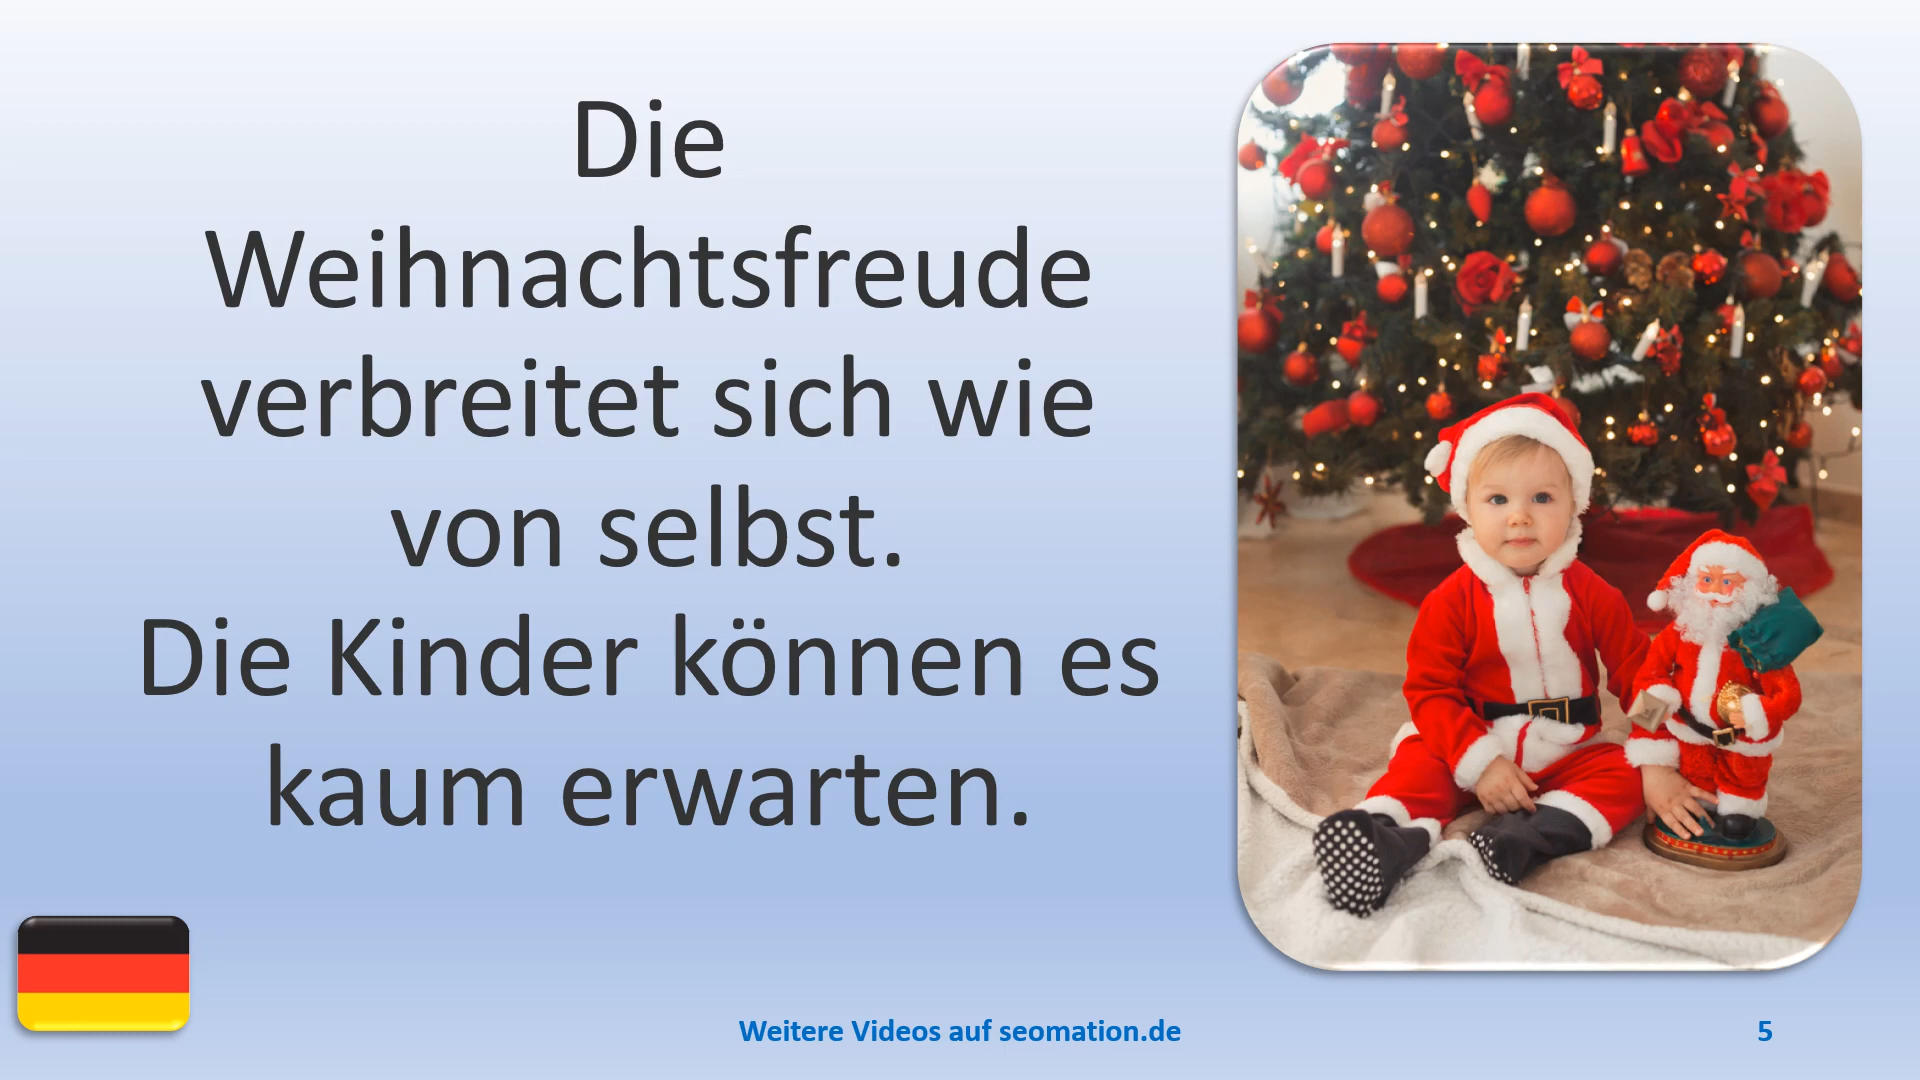 Die
Weihnachtsfreude
verbreitet sich wie
von selbst.
Die Kinder können es
kaum erwarten.
Weitere Videos auf seomation.de
5